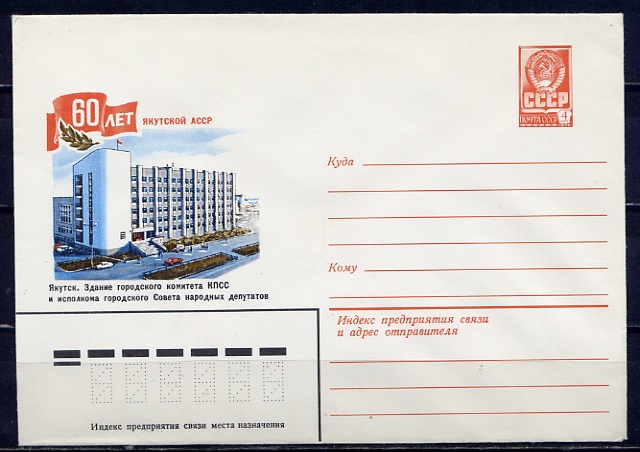 60 ЛЕТ ЯКУТСКОЙ АССР
Якутск. Здание городского комитета КПСС
и исполкома городского Совета народных депутатов
СССР
ПОЧТА СССР
4
Куда
Кому
Индекс предприятия связи
и адрес отправителя
Индекс предприятия связи места назначения